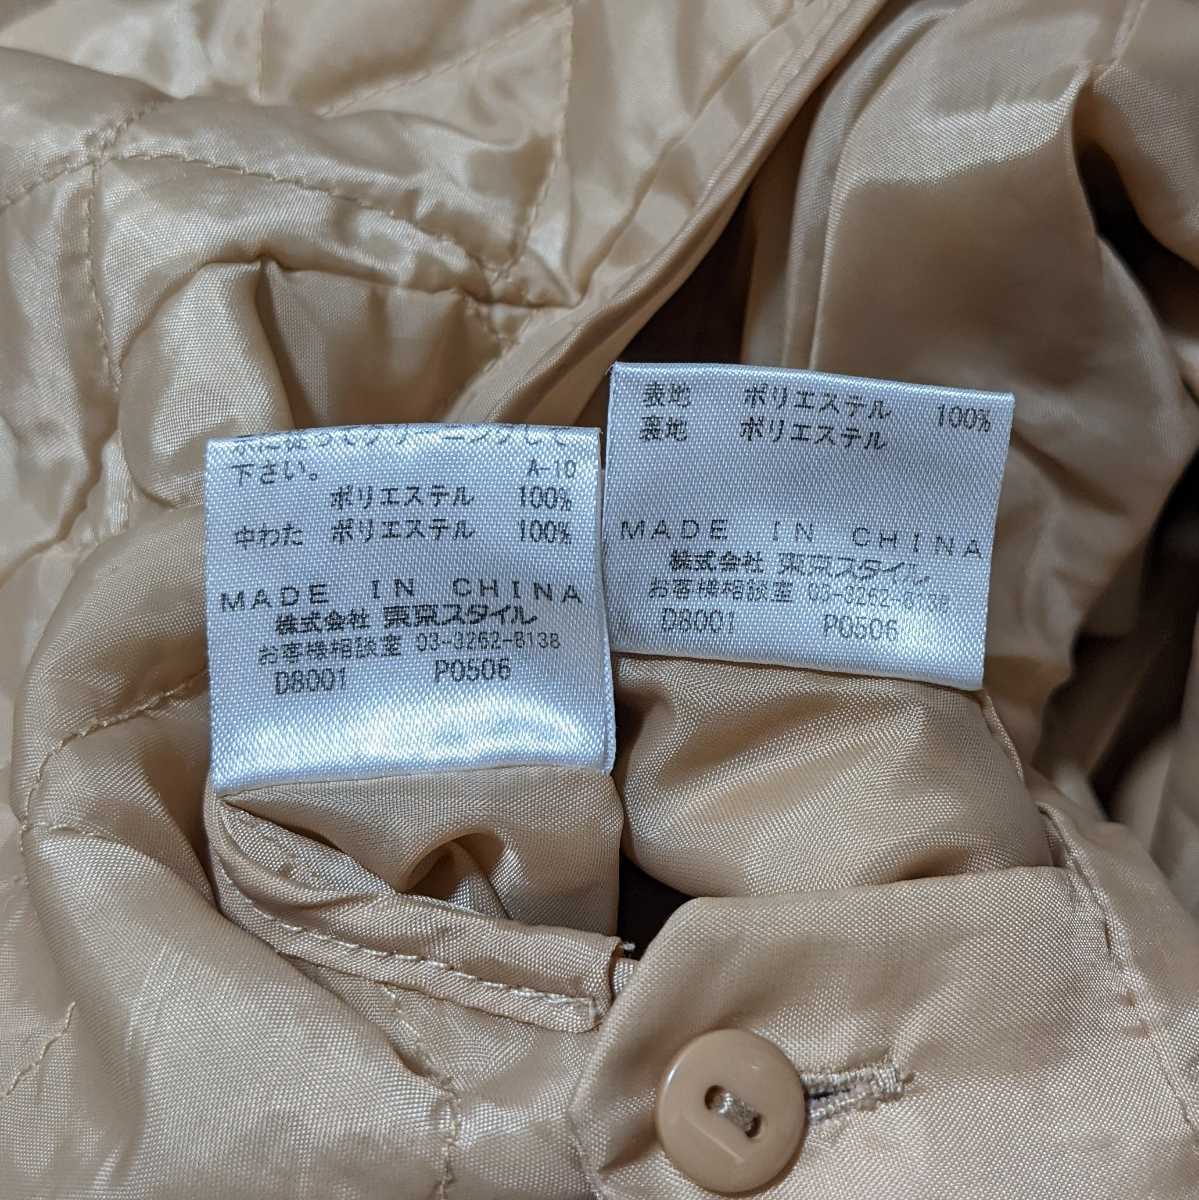 下さい。 A-10
ポリエステル 100%
中わた ポリエステル 100%
MADE IN CHINA
株式会社 東京スタイル
お客様相談室 03-3262-8138
D8001 P0506
表地 ポリエステル 100%
裏地 ポリエステル
MADE IN CHINA
株式会社 東京スタイル
お客様相談室 03-3262-8138
D8001 P0506